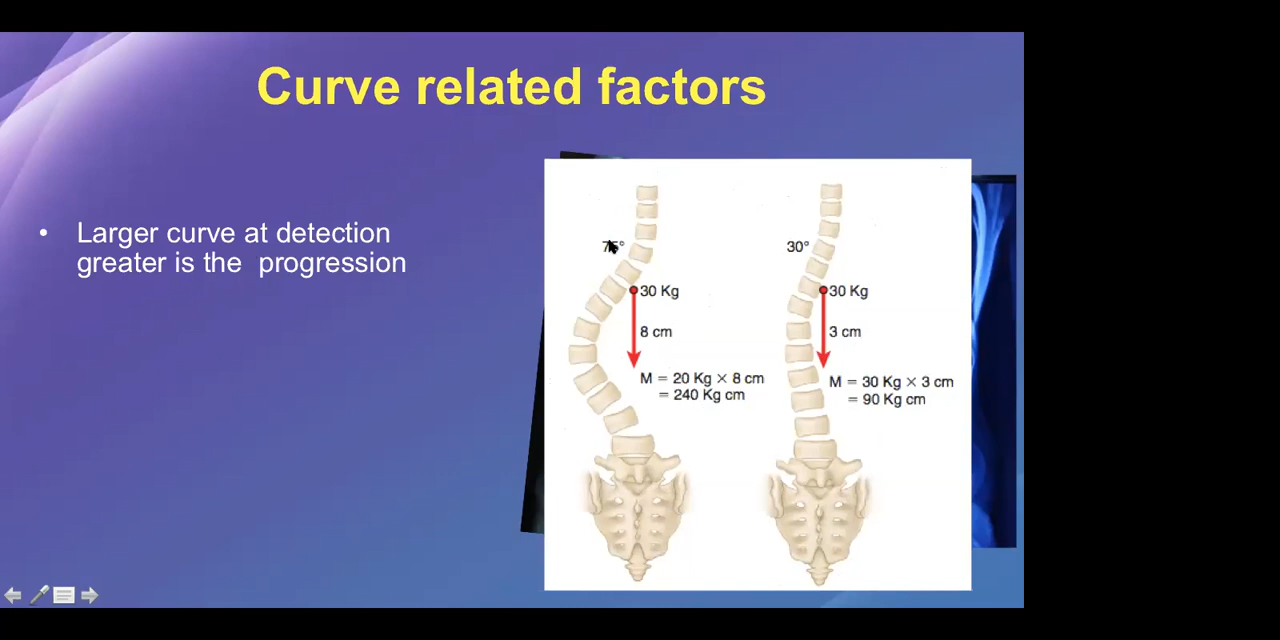 Curve related factors
• Larger curve at detection
greater is the progression
30 Kg
8 cm
M = 20 Kg × 8 cm
= 240 Kg cm
30°
30 Kg
3 cm
M = 30 Kg × 3 cm
= 90 Kg cm